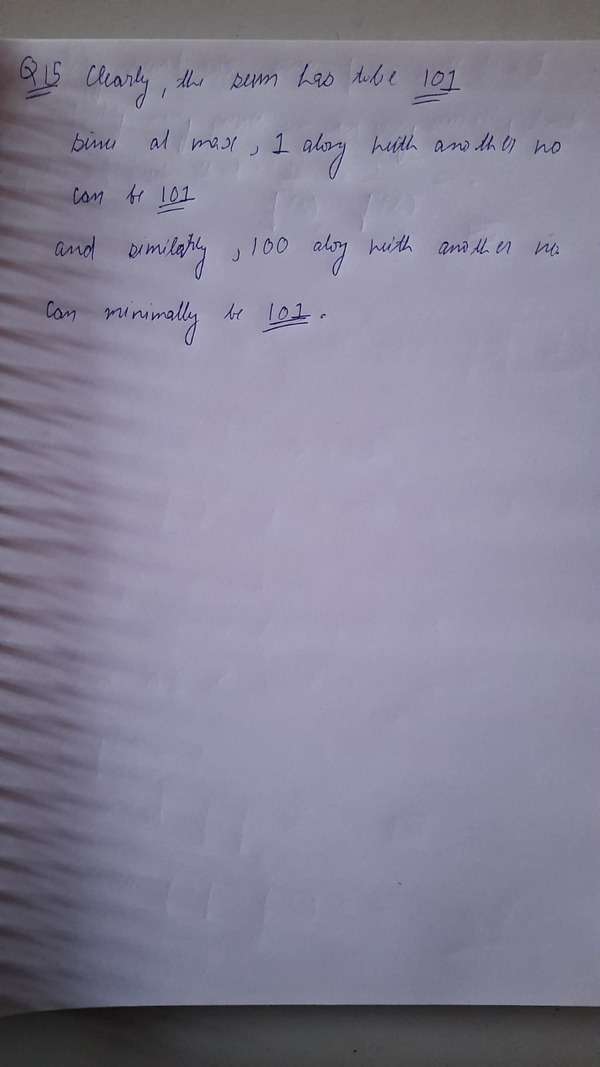 Q15 Clearly, the sum has to be 101
since at max, 1 along with another no
can be 101
and similarly, 100 along with another no.
can minimally be 101.